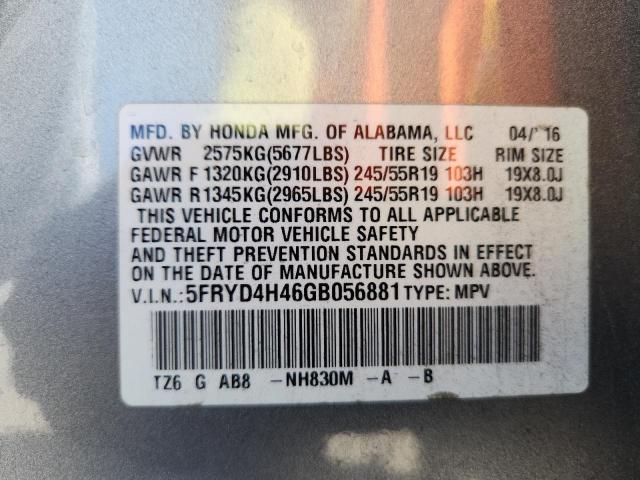 MFD. BY HONDA MFG. OF ALABAMA, LLC 04/ 16
GVWR 2575KG(5677LBS) TIRE SIZE RIM SIZE
GAWR F 1320KG(2910LBS) 245/55R19 103H 19X8.0J
GAWR R 1345KG(2965LBS) 245/55R19 103H 19X8.0J
THIS VEHICLE CONFORMS TO ALL APPLICABLE
FEDERAL MOTOR VEHICLE SAFETY
AND THEFT PREVENTION STANDARDS IN EFFECT
ON THE DATE OF MANUFACTURE SHOWN ABOVE.
V.I.N.: 5FRYD4H46GB056881 TYPE: MPV
TZ6 G AB8 -NH830M -A -B